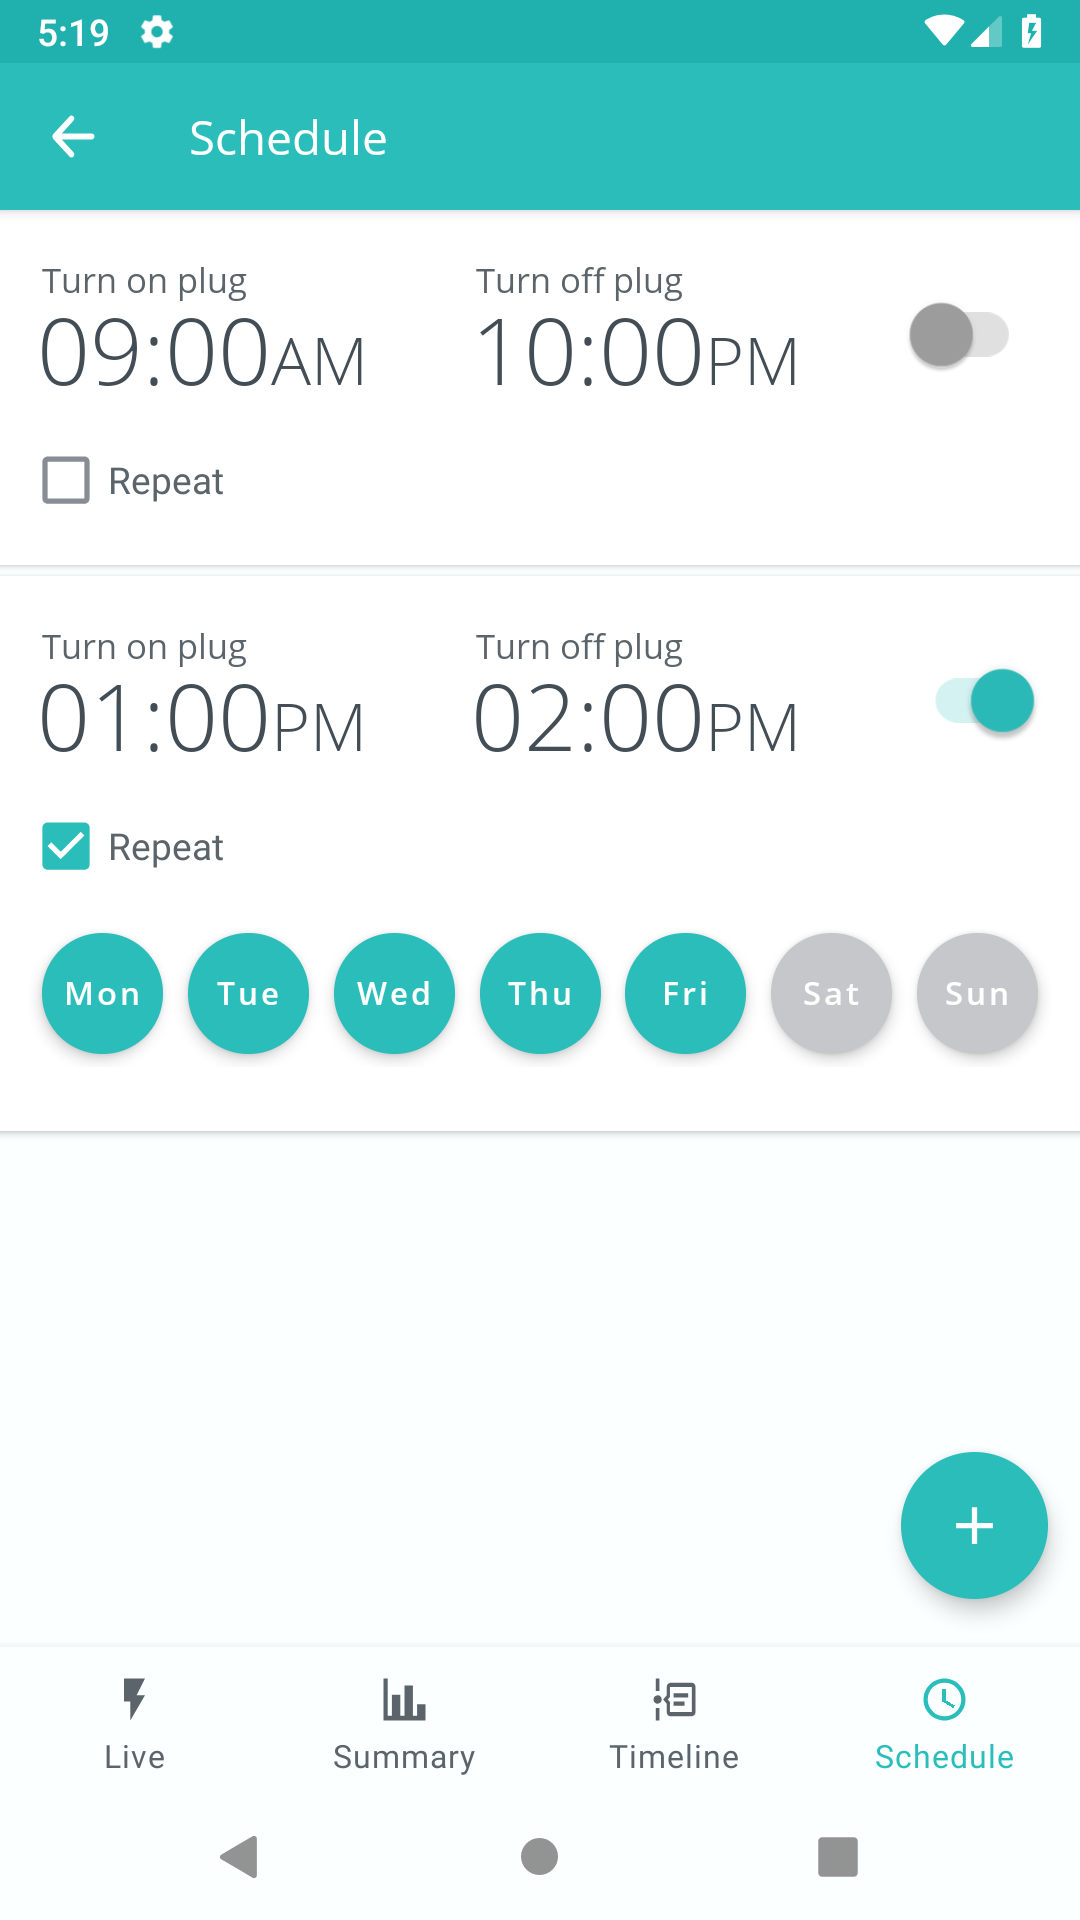 5:19
Schedule
Turn on plug Turn off plug
09:00AM 10:00PM
Repeat
Turn on plug Turn off plug
01:00PM 02:00PM
Repeat
Mon Tue Wed Thu Fri Sat Sun
+
Live Summary Timeline Schedule